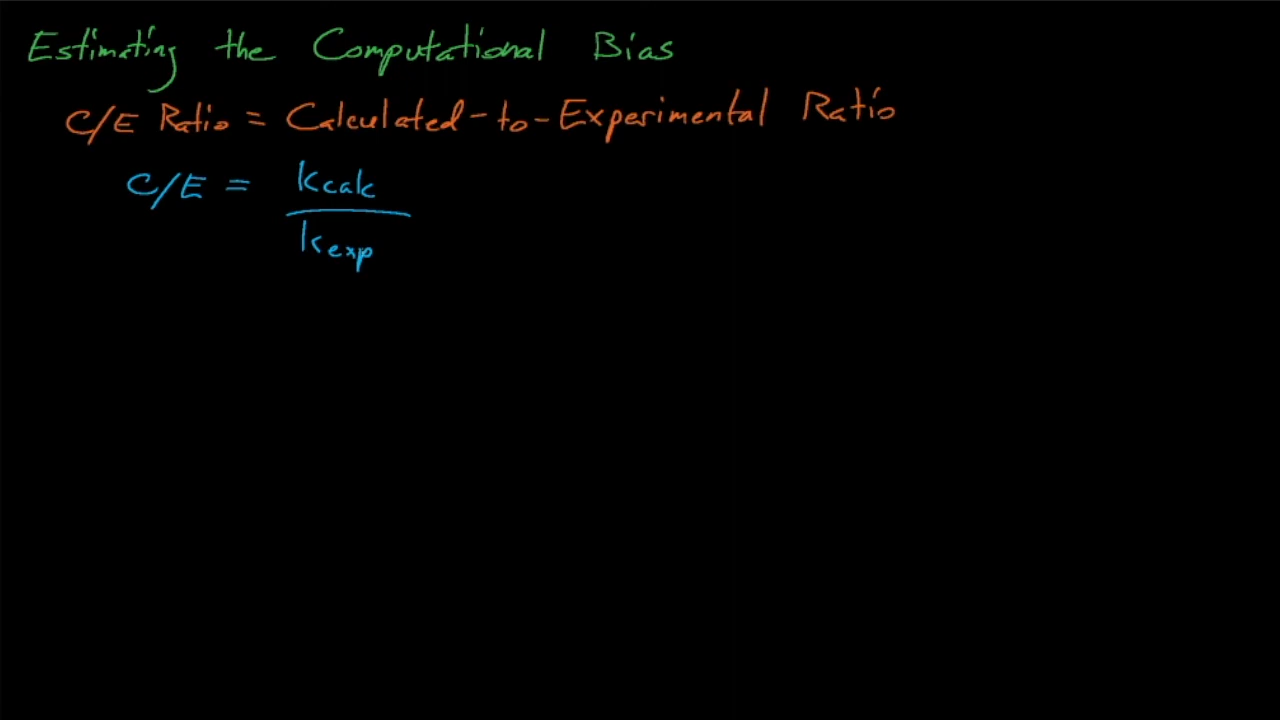 Estimating the Computational Bias
C/E Ratio = Calculated-to-Experimental Ratio
C/E = kcalc
kexp